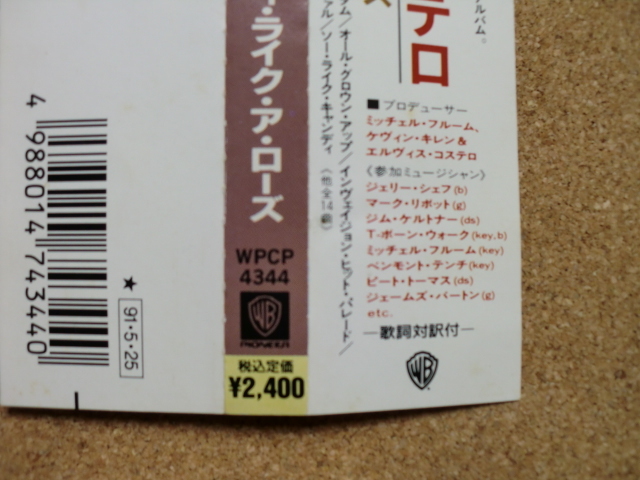 アルバム。
テロ
ス
ム/オール・グロウン・アップ/インヴェイジョン・ヒット・パレード/
ァル/ソー・ライク・キャンディ (他全14曲)
■プロデューサー
ミッチェル・フルーム、
ケヴィン・キレン&
エルヴィス・コステロ
《参加ミュージシャン》
ジェリー・シェフ(b)
マーク・リボット(g)
ジム・ケルトナー(ds)
T-ボーン・ウォーク(key,b)
ミッチェル・フルーム(key)
ベンモント・テンチ(key)
ピート・トーマス(ds)
ジェームズ・バートン(g)
etc.
—歌詞対訳付—
WB
・ライク・ア・ローズ
WPCP
4344
WB
PIONEER
税込定価
¥2,400
4 988014 743440
★
91・5・25